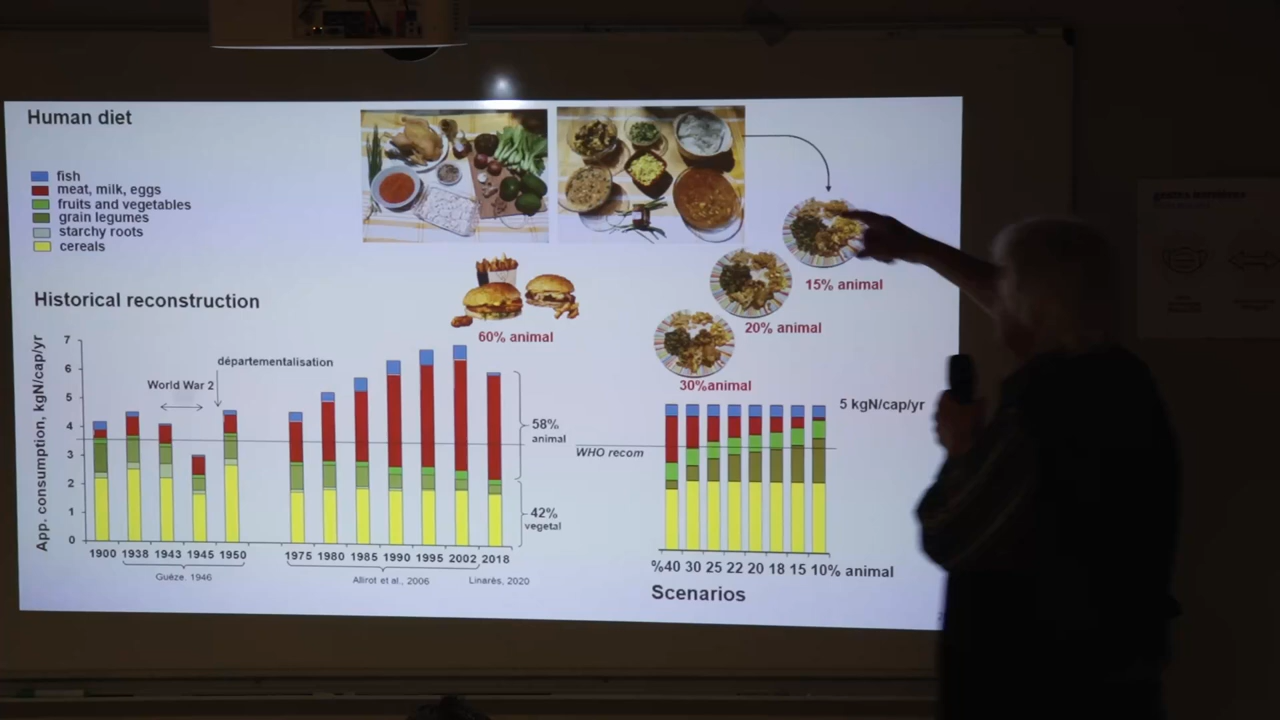 Human diet
fish
meat, milk, eggs
fruits and vegetables
grain legumes
starchy roots
cereals
15% animal
20% animal
30%animal
60% animal
Historical reconstruction
App. consumption, kgN/cap/yr
7
6
5
4
3
2
1
0
World War 2
départementalisation
58%
animal
42%
vegetal
1900 1938 1943 1945 1950 1975 1980 1985 1990 1995 2002 2018
Guèze. 1946
Allirot et al., 2006
Linarès, 2020
5 kgN/cap/yr
WHO recom
%40 30 25 22 20 18 15 10% animal
Scenarios